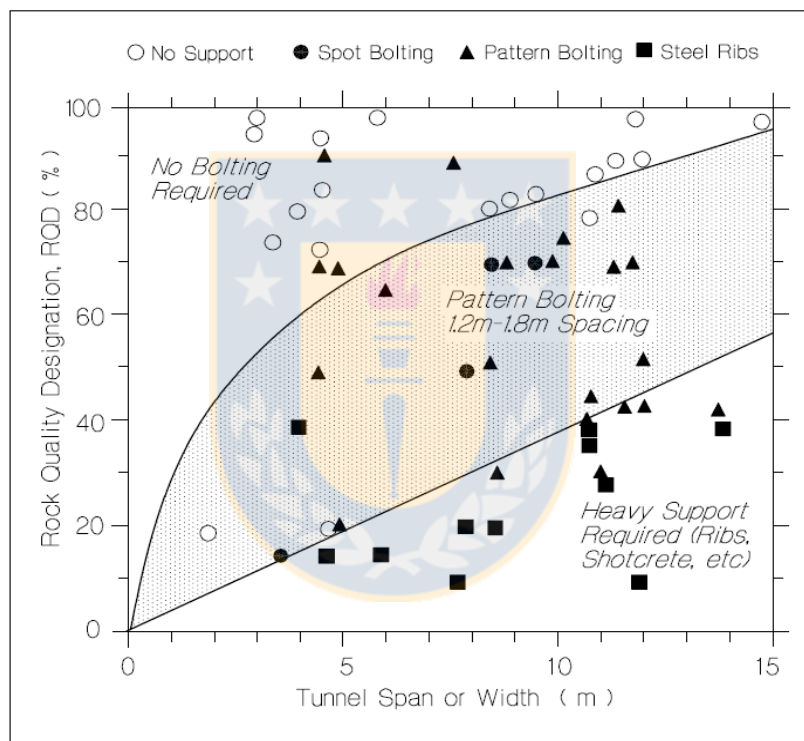 No Support Spot Bolting Pattern Bolting Steel Ribs
100
80
60
40
20
0
Rock Quality Designation, RQD (%)
No Bolting
Required
Pattern Bolting
1.2m-1.8m Spacing
Heavy Support
Required (Ribs,
Shotcrete, etc)
0 5 10 15
Tunnel Span or Width (m)